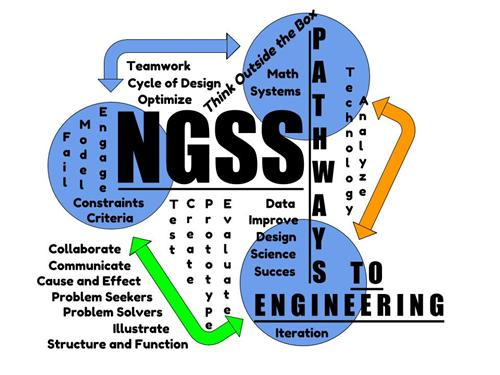 Teamwork
Cycle of Design
Optimize
Think Outside the Box
Math
Systems
PATHWAYS
Technology
Analyze
Fail
Model
Engage
NGSS
Constraints
Criteria
Test
Create
Prototype
Evaluate
Data
Improve
Design
Science
Succes
TO
ENGINEERING
Iteration
Collaborate
Communicate
Cause and Effect
Problem Seekers
Problem Solvers
Illustrate
Structure and Function